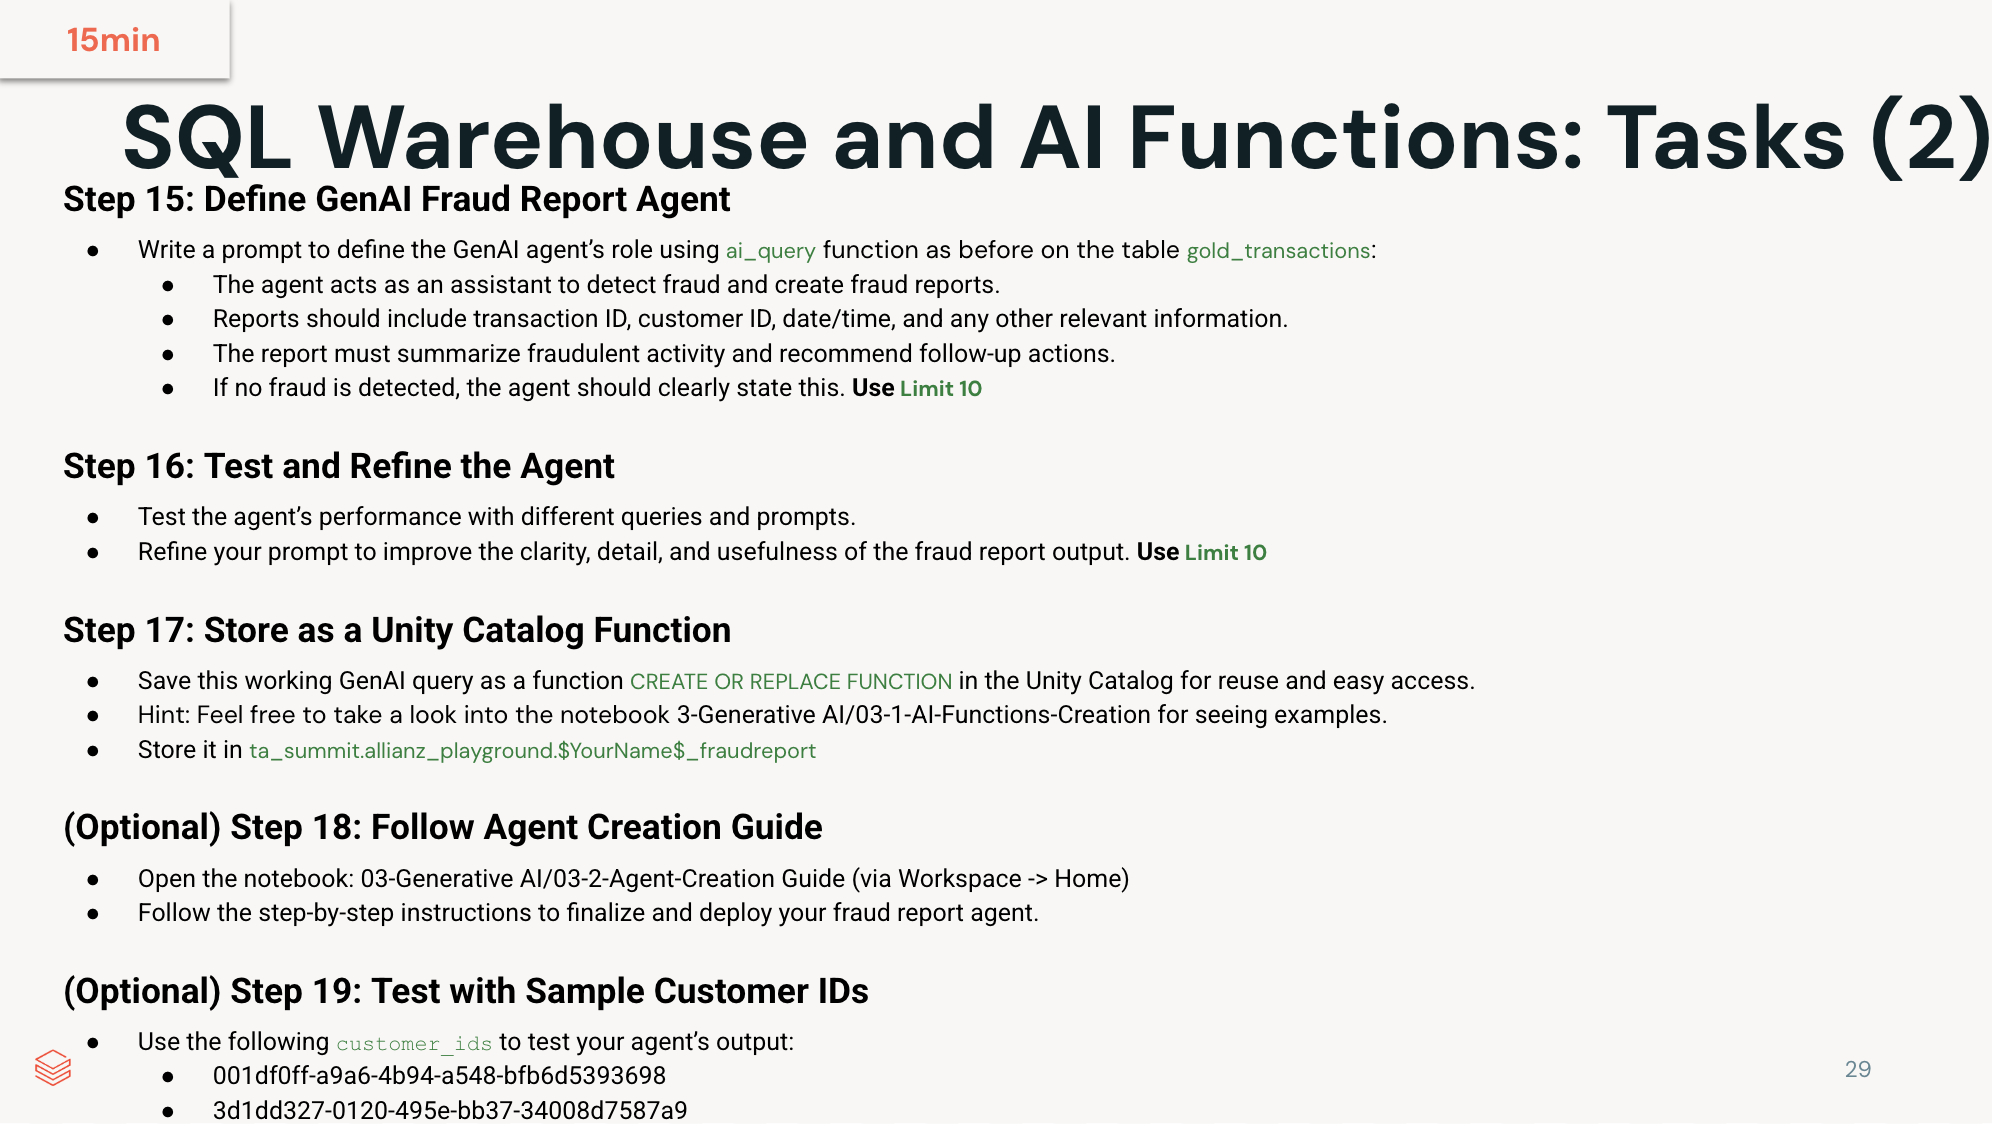 15min
SQL Warehouse and AI Functions: Tasks (2)
Step 15: Define GenAI Fraud Report Agent
● Write a prompt to define the GenAI agent’s role using ai_query function as before on the table gold_transactions:
● The agent acts as an assistant to detect fraud and create fraud reports.
● Reports should include transaction ID, customer ID, date/time, and any other relevant information.
● The report must summarize fraudulent activity and recommend follow-up actions.
● If no fraud is detected, the agent should clearly state this. Use Limit 10
Step 16: Test and Refine the Agent
● Test the agent’s performance with different queries and prompts.
● Refine your prompt to improve the clarity, detail, and usefulness of the fraud report output. Use Limit 10
Step 17: Store as a Unity Catalog Function
● Save this working GenAI query as a function CREATE OR REPLACE FUNCTION in the Unity Catalog for reuse and easy access.
● Hint: Feel free to take a look into the notebook 3-Generative AI/03-1-AI-Functions-Creation for seeing examples.
● Store it in ta_summit.allianz_playground.$YourName$_fraudreport
(Optional) Step 18: Follow Agent Creation Guide
● Open the notebook: 03-Generative AI/03-2-Agent-Creation Guide (via Workspace -> Home)
● Follow the step-by-step instructions to finalize and deploy your fraud report agent.
(Optional) Step 19: Test with Sample Customer IDs
● Use the following customer_ids to test your agent’s output:
● 001df0ff-a9a6-4b94-a548-bfb6d5393698
● 3d1dd327-0120-495e-bb37-34008d7587a9
29